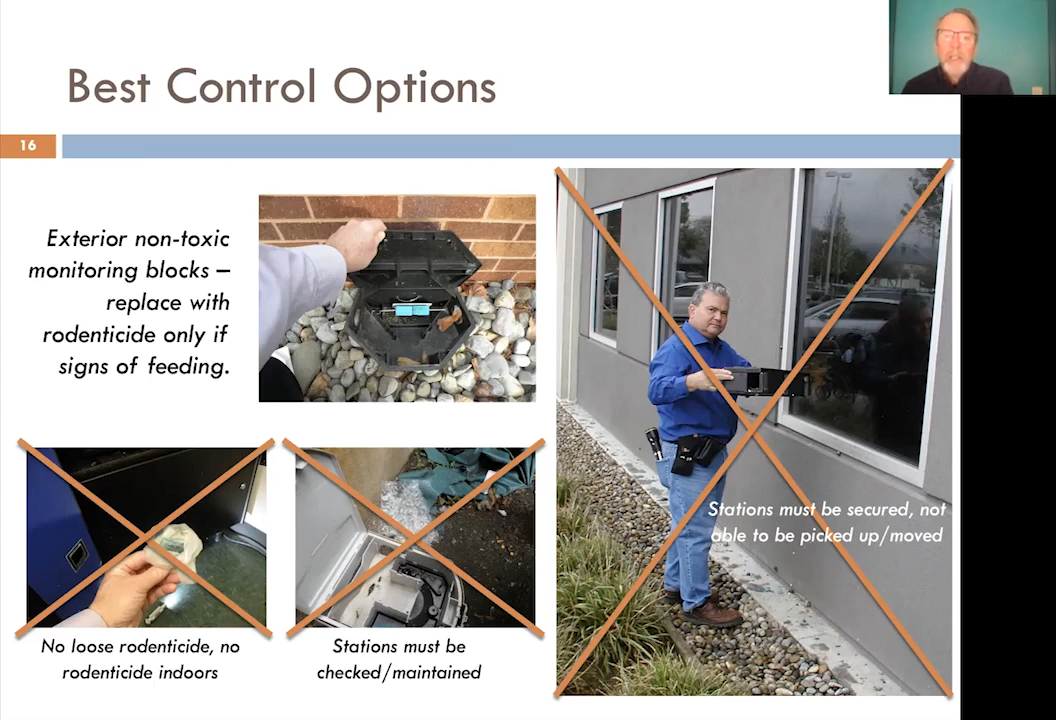 Best Control Options
16
Exterior non-toxic
monitoring blocks –
replace with
rodenticide only if
signs of feeding.
Stations must be secured, not
able to be picked up/moved
No loose rodenticide, no
rodenticide indoors
Stations must be
checked/maintained